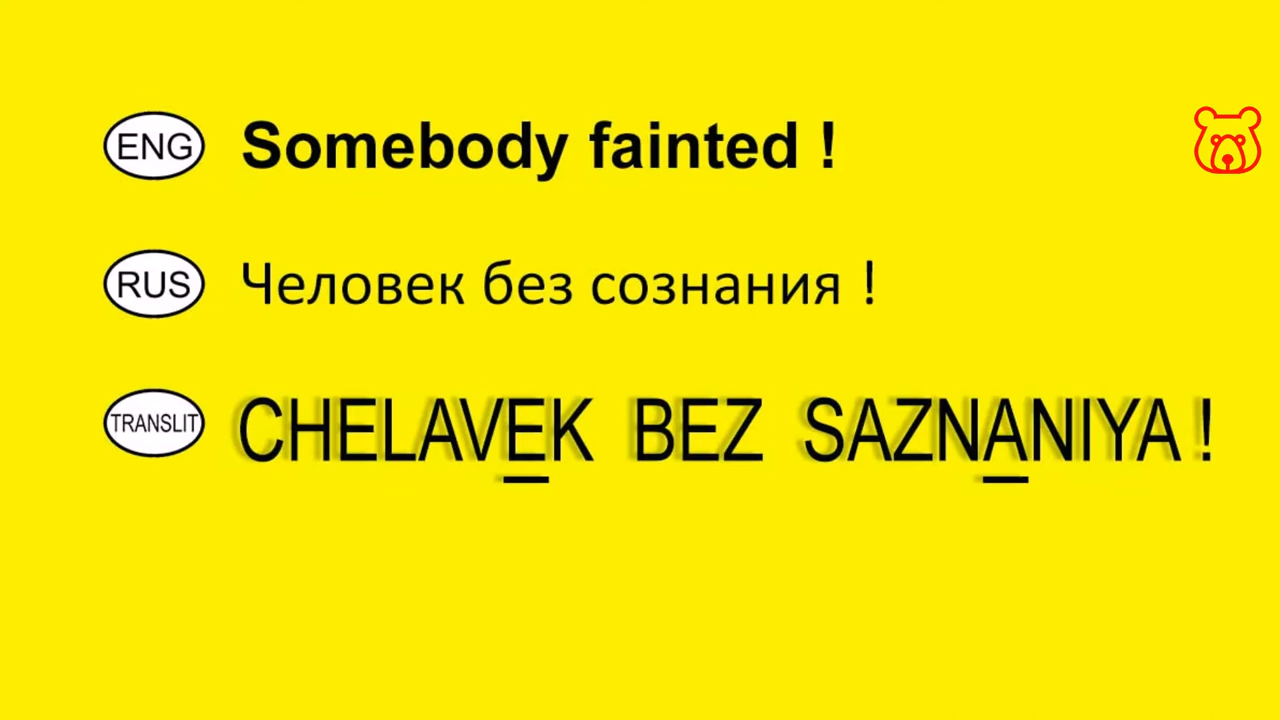 ENG Somebody fainted !
RUS Человек без сознания !
TRANSLIT CHELAVEK BEZ SAZNANIYA !